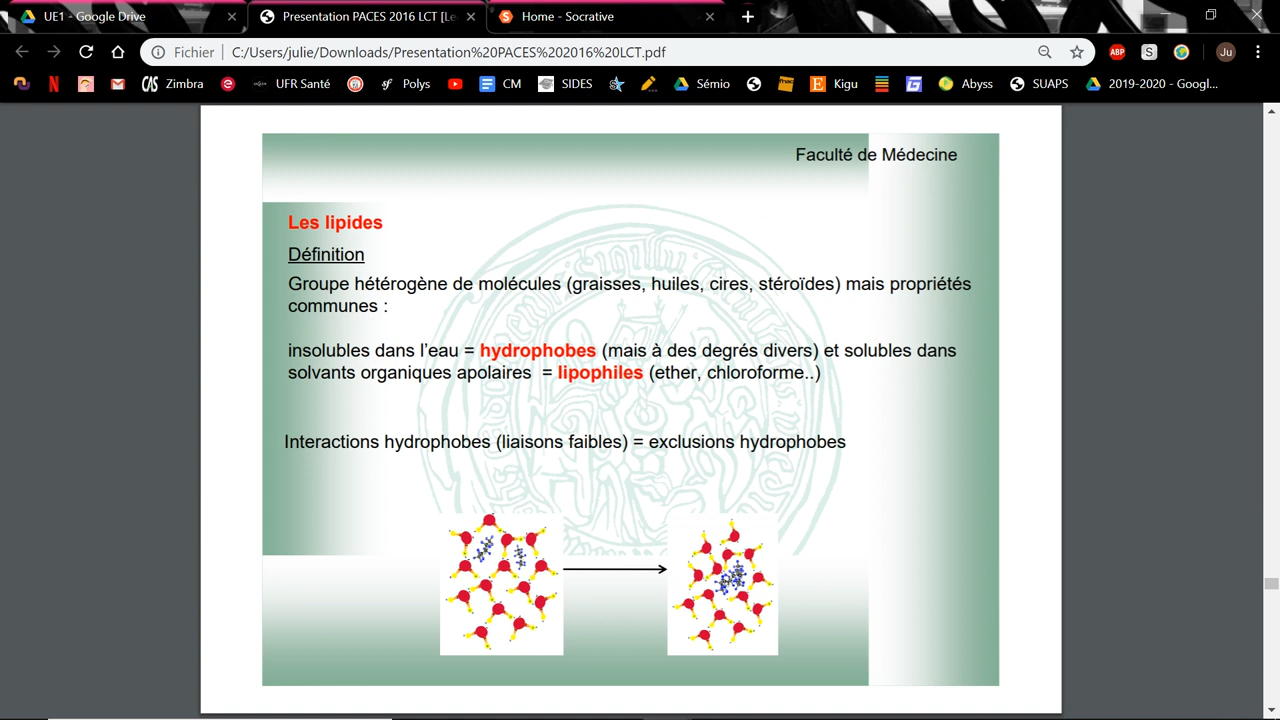 UE1 - Google Drive
Presentation PACES 2016 LCT [Le
Home - Socrative
Fichier
C:/Users/julie/Downloads/Presentation%20PACES%202016%20LCT.pdf
ABP
S
Ju
Zimbra
UFR Santé
Polys
CM
SIDES
Sémio
fnac
E
Kigu
Abyss
SUAPS
2019-2020 - Googl...
Faculté de Médecine
Les lipides
Définition
Groupe hétérogène de molécules (graisses, huiles, cires, stéroïdes) mais propriétés
communes :
insolubles dans l'eau = hydrophobes (mais à des degrés divers) et solubles dans
solvants organiques apolaires = lipophiles (ether, chloroforme..)
Interactions hydrophobes (liaisons faibles) = exclusions hydrophobes